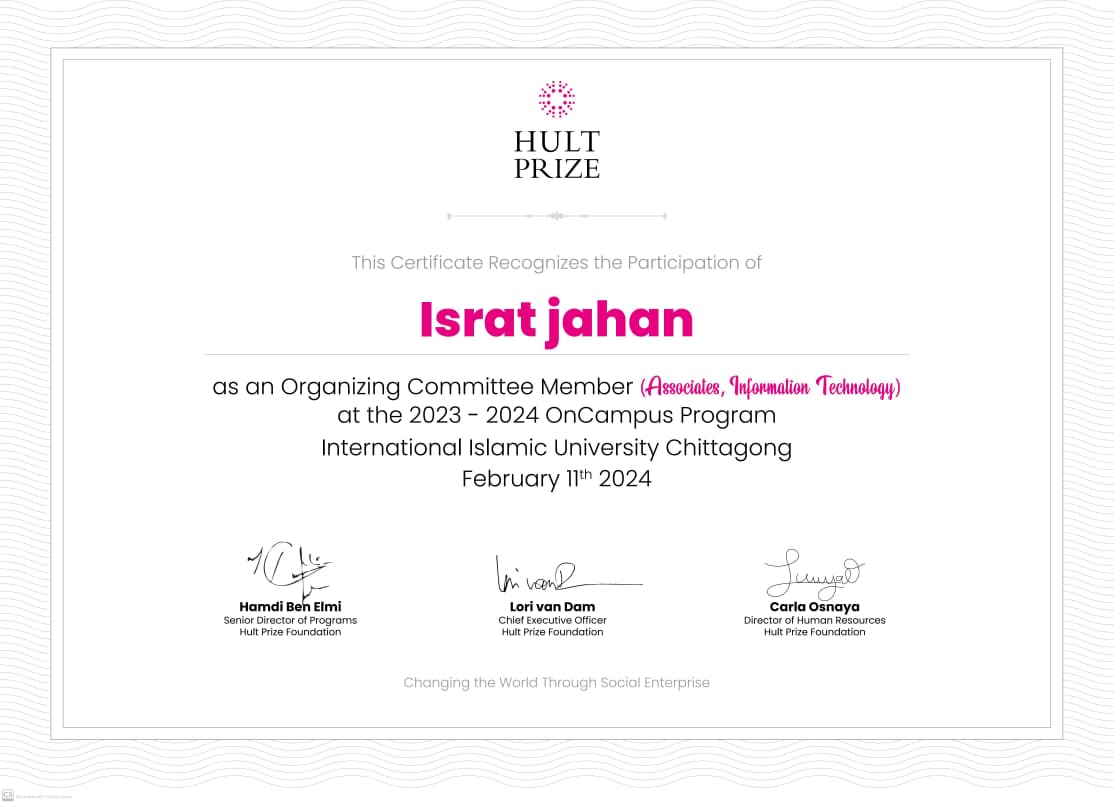 HULT
PRIZE
This Certificate Recognizes the Participation of
Israt jahan
as an Organizing Committee Member (Associates, Information Technology)
at the 2023 - 2024 OnCampus Program
International Islamic University Chittagong
February 11th 2024
Hamdi Ben Elmi
Senior Director of Programs
Hult Prize Foundation
Lori van Dam
Chief Executive Officer
Hult Prize Foundation
Carla Osnaya
Director of Human Resources
Hult Prize Foundation
Changing the World Through Social Enterprise
CS